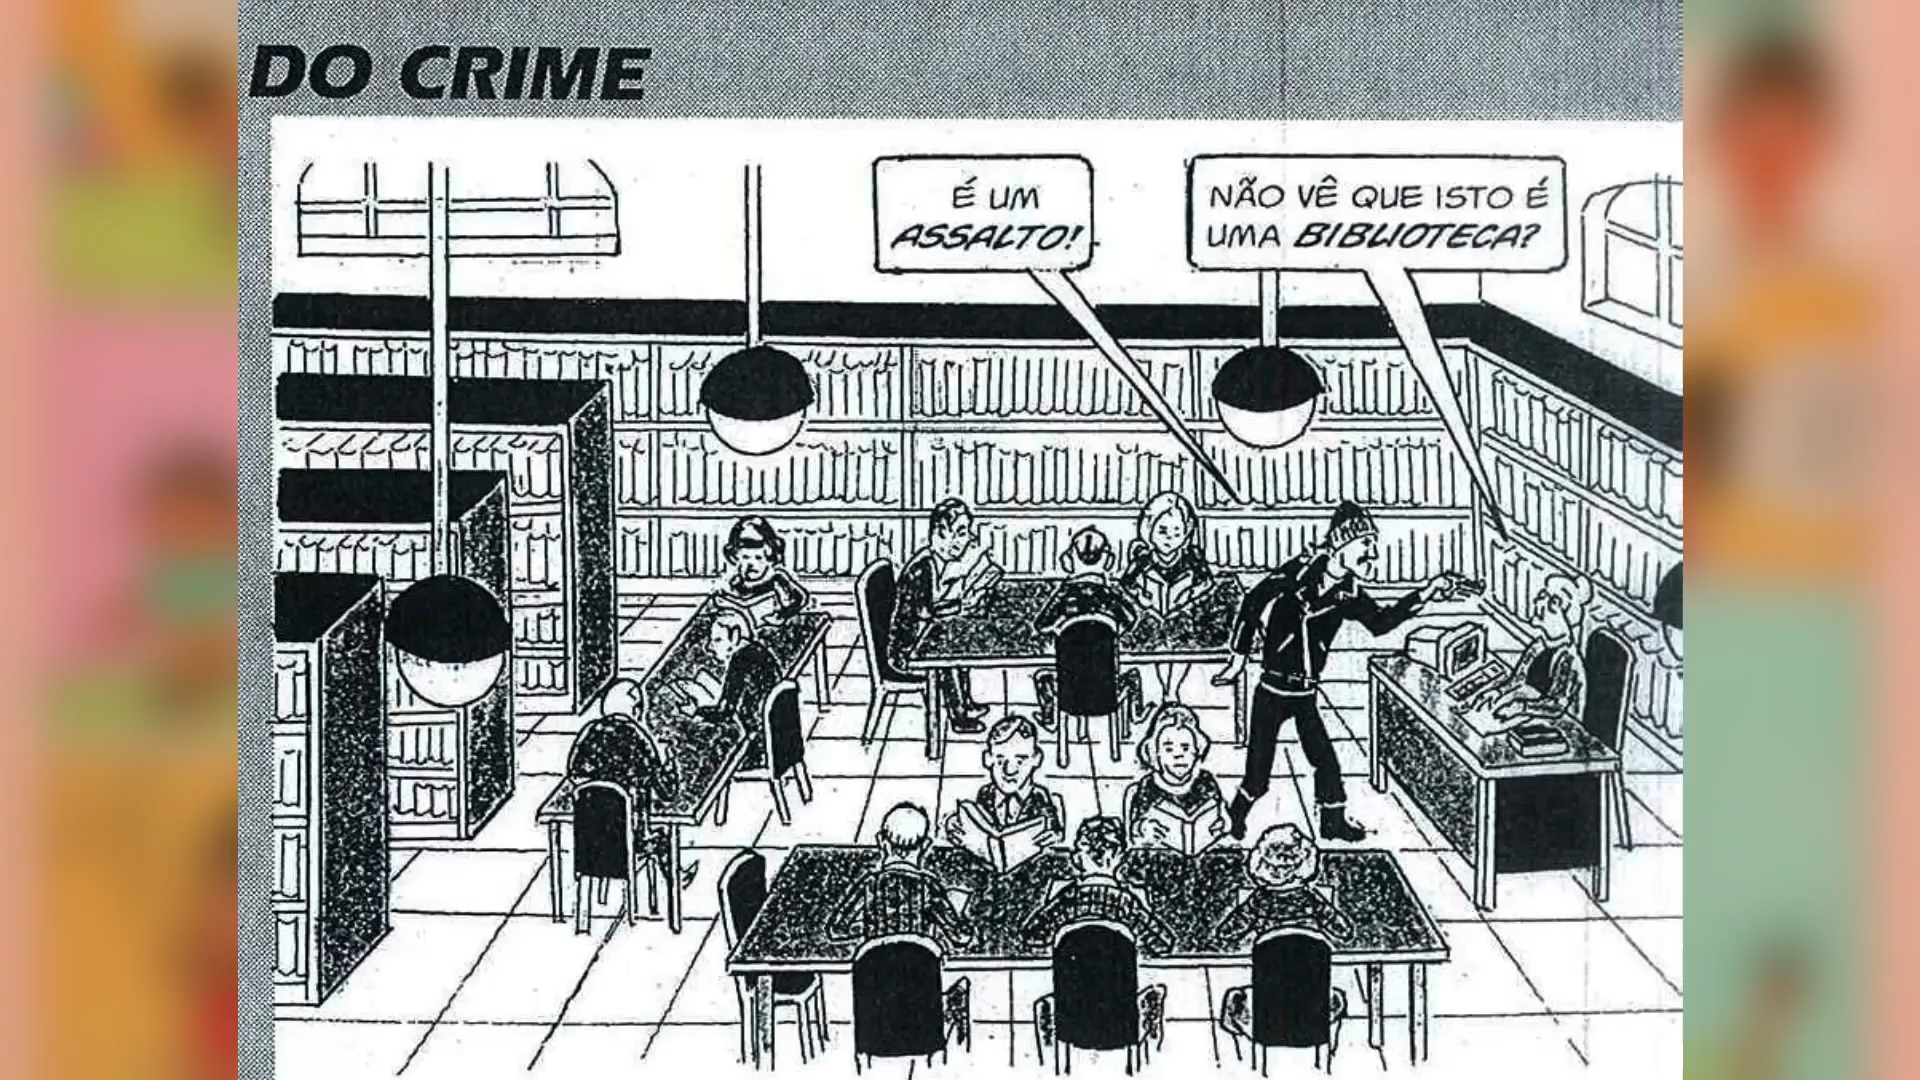 DO CRIME
É UM
ASSALTO!
NÃO VÊ QUE ISTO É
UMA BIBLIOTECA?